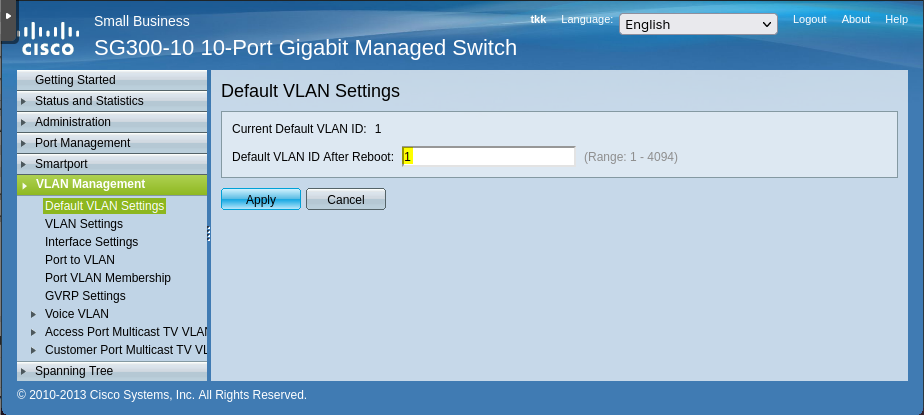 Small Business
tkk Language: English Logout About Help
CISCO
SG300-10 10-Port Gigabit Managed Switch
Getting Started
Status and Statistics
Administration
Port Management
Smartport
VLAN Management
Default VLAN Settings
VLAN Settings
Interface Settings
Port to VLAN
Port VLAN Membership
GVRP Settings
Voice VLAN
Access Port Multicast TV VLAN
Customer Port Multicast TV VL
Spanning Tree
Default VLAN Settings
Current Default VLAN ID: 1
Default VLAN ID After Reboot: 1 (Range: 1 - 4094)
Apply Cancel
© 2010-2013 Cisco Systems, Inc. All Rights Reserved.